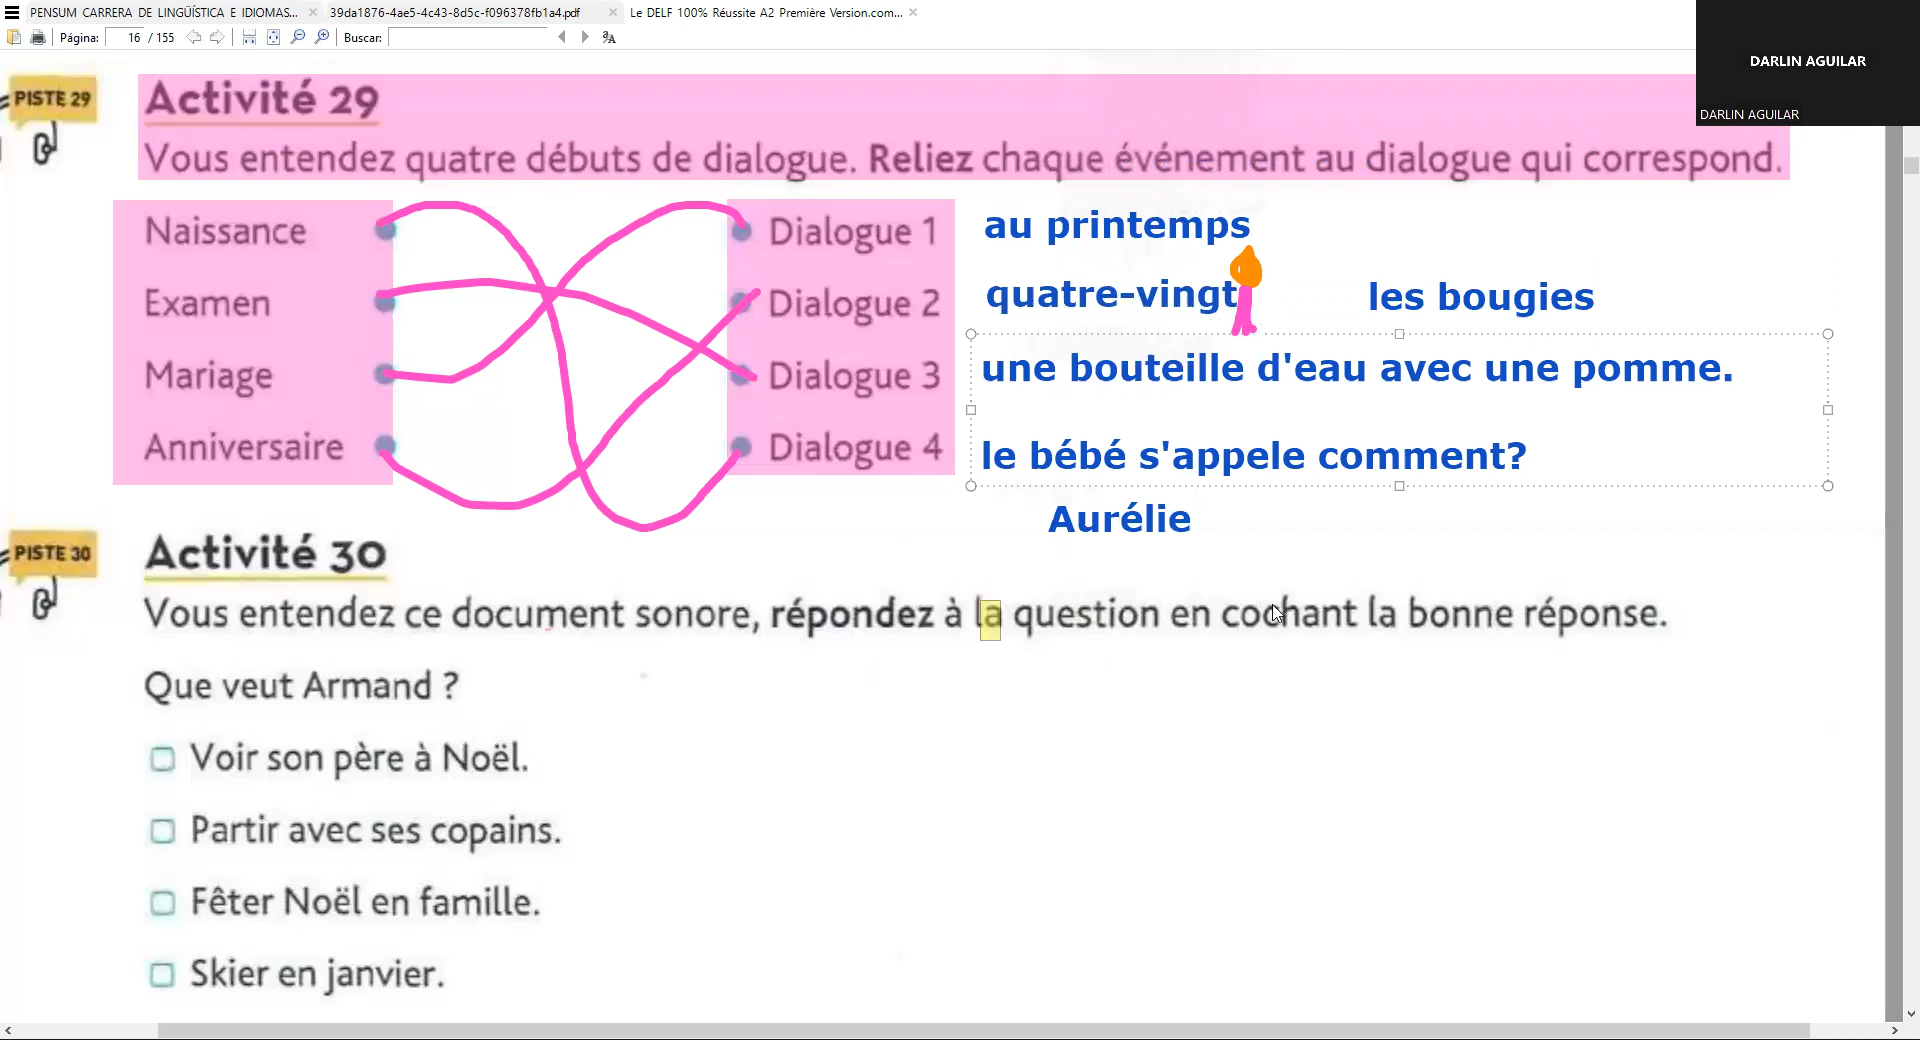 PENSUM CARRERA DE LINGÜÍSTICA E IDIOMAS...
39da1876-4ae5-4c43-8d5c-f096378fb1a4.pdf
Le DELF 100% Réussite A2 Première Version.com...
Página: 16 / 155
Buscar:
DARLIN AGUILAR
DARLIN AGUILAR
PISTE 29
Activité 29
Vous entendez quatre débuts de dialogue. Reliez chaque événement au dialogue qui correspond.
Naissance Dialogue 1 au printemps
Examen Dialogue 2 quatre-vingt les bougies
Mariage Dialogue 3 une bouteille d'eau avec une pomme.
Anniversaire Dialogue 4 le bébé s'appele comment?
Aurélie
PISTE 30
Activité 30
Vous entendez ce document sonore, répondez à la question en cochant la bonne réponse.
Que veut Armand ?
Voir son père à Noël.
Partir avec ses copains.
Fêter Noël en famille.
Skier en janvier.